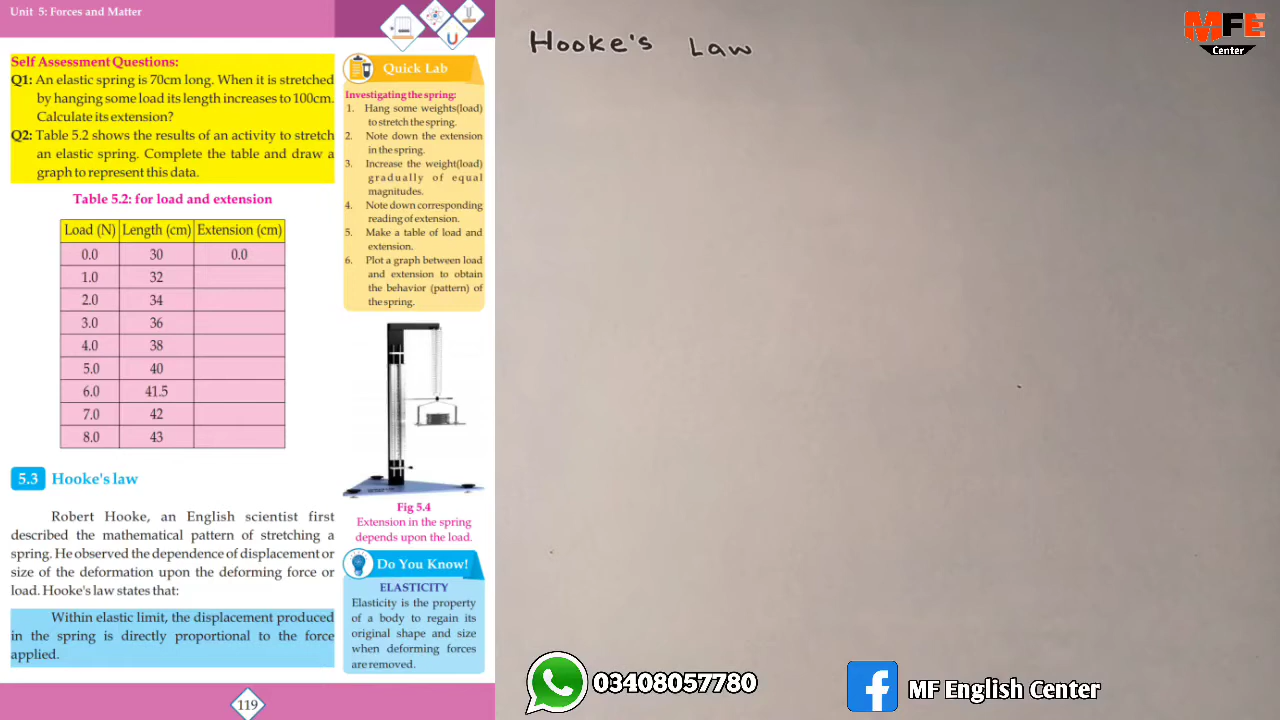 Unit 5: Forces and Matter
Self Assessment Questions:
Q1: An elastic spring is 70cm long. When it is stretched
by hanging some load its length increases to 100cm.
Calculate its extension?
Q2: Table 5.2 shows the results of an activity to stretch
an elastic spring. Complete the table and draw a
graph to represent this data.
Table 5.2: for load and extension
Load (N) Length (cm) Extension (cm)
0.0 30 0.0
1.0 32
2.0 34
3.0 36
4.0 38
5.0 40
6.0 41.5
7.0 42
8.0 43
5.3 Hooke's law
Robert Hooke, an English scientist first
described the mathematical pattern of stretching a
spring. He observed the dependence of displacement or
size of the deformation upon the deforming force or
load. Hooke's law states that:
Within elastic limit, the displacement produced
in the spring is directly proportional to the force
applied.
119
Quick Lab
Investigating the spring:
1. Hang some weights(load)
to stretch the spring.
2. Note down the extension
in the spring.
3. Increase the weight(load)
gradually of equal
magnitudes.
4. Note down corresponding
reading of extension.
5. Make a table of load and
extension.
6. Plot a graph between load
and extension to obtain
the behavior (pattern) of
the spring.
Fig 5.4
Extension in the spring
depends upon the load.
Do You Know!
ELASTICITY
Elasticity is the property
of a body to regain its
original shape and size
when deforming forces
are removed.
Hooke's Law
MFE
Center
03408057780
MF English Center